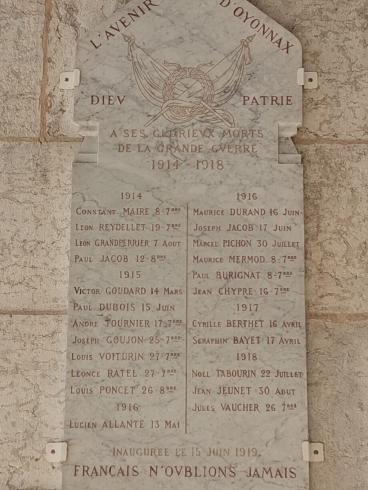 L'AVENIR D'OYONNAX
DIEV PATRIE
A SES GLORIEVX MORTS
DE LA GRANDE GVERRE
1914 - 1918
1914
CONSTANT MAIRE 8-7BRE
LEON REYDELLET 19-7BRE
LEON GRANDPERRIER 7 AOUT
PAUL JACOB 12-8BRE
1915
VICTOR GOUDARD 14 MARS
PAUL DUBOIS 15 JUIN
ANDRE TOURNIER 17-7BRE
JOSEPH GOUJON 25-7BRE
LOUIS VOITURIN 27-7BRE
LEONCE RATEL 27-7BRE
LOUIS PONCET 26 8BRE
1916
LUCIEN ALLANTE 13 MAI
1916
MAURICE DURAND 16 JUIN
JOSEPH JACOB 17 JUIN
MARCEL PICHON 30 JUILLET
MAURICE MERMOD 8-7BRE
PAUL BURIGNAT 8-7BRE
JEAN CHYPRE 16-7BRE
1917
CYRILLE BERTHET 16 AVRIL
SERAPHIN BAYET 17 AVRIL
1918
NOEL TABOURIN 22 JUILLET
JEAN JEUNET 30 AOUT
JULES VAUCHER 26 7BRE
INAUGUREE LE 15 JUIN 1919
FRANÇAIS N'OVBLIONS JAMAIS